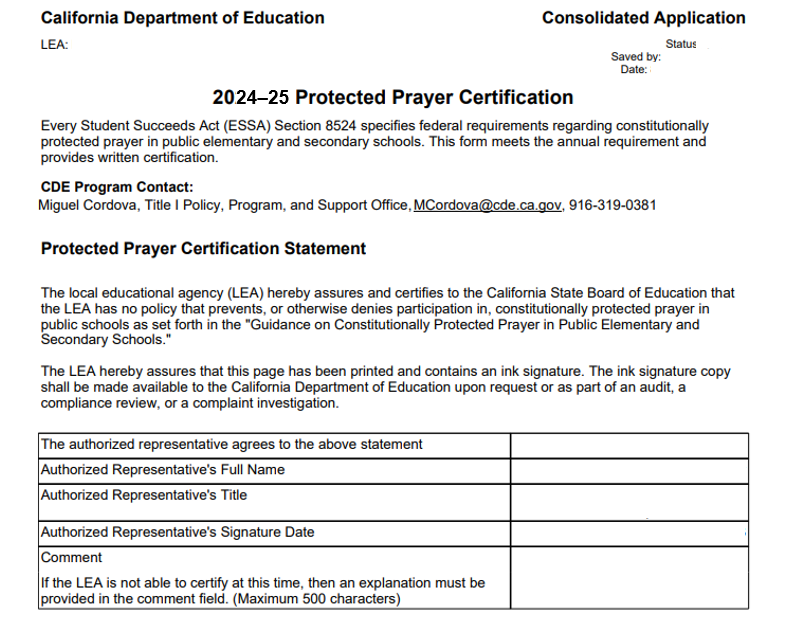 California Department of Education
Consolidated Application
LEA:
Status
Saved by:
Date:
2024–25 Protected Prayer Certification
Every Student Succeeds Act (ESSA) Section 8524 specifies federal requirements regarding constitutionally
protected prayer in public elementary and secondary schools. This form meets the annual requirement and
provides written certification.
CDE Program Contact:
Miguel Cordova, Title I Policy, Program, and Support Office, MCordova@cde.ca.gov, 916-319-0381
Protected Prayer Certification Statement
The local educational agency (LEA) hereby assures and certifies to the California State Board of Education that
the LEA has no policy that prevents, or otherwise denies participation in, constitutionally protected prayer in
public schools as set forth in the "Guidance on Constitutionally Protected Prayer in Public Elementary and
Secondary Schools."
The LEA hereby assures that this page has been printed and contains an ink signature. The ink signature copy
shall be made available to the California Department of Education upon request or as part of an audit, a
compliance review, or a complaint investigation.
The authorized representative agrees to the above statement
Authorized Representative's Full Name
Authorized Representative's Title
Authorized Representative's Signature Date
Comment
If the LEA is not able to certify at this time, then an explanation must be
provided in the comment field. (Maximum 500 characters)